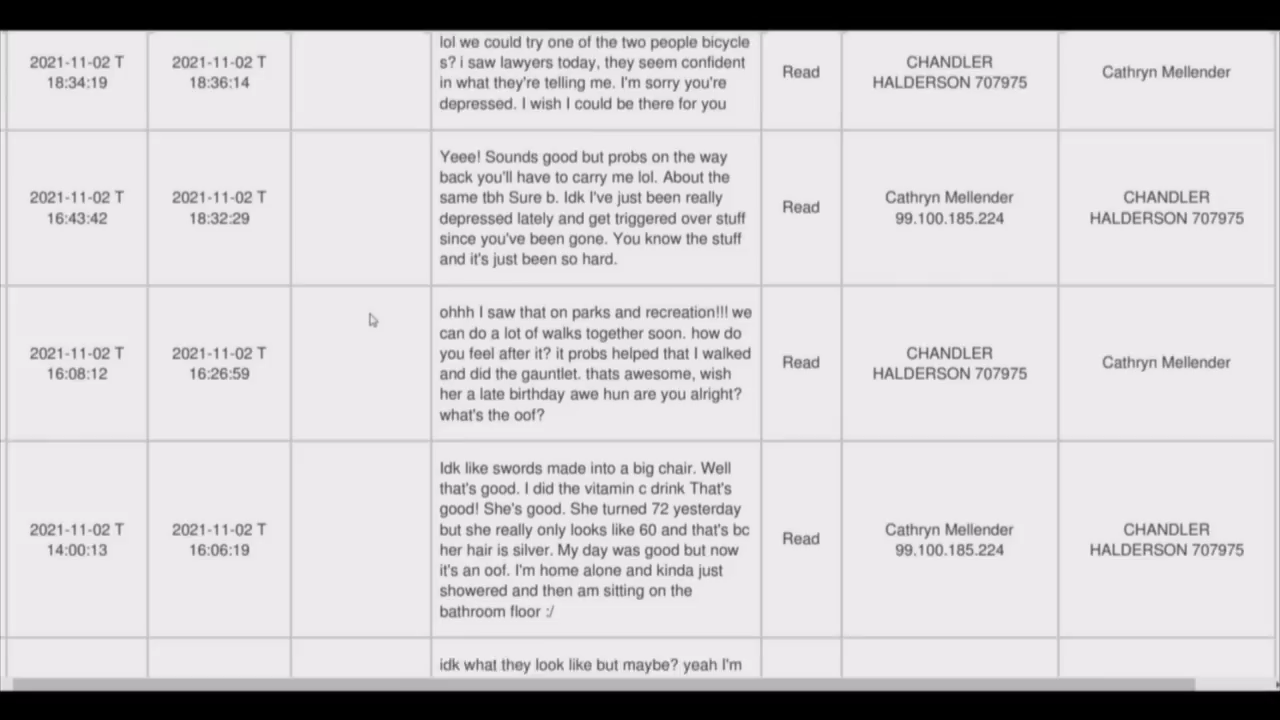 2021-11-02 T
18:34:19
2021-11-02 T
18:36:14
lol we could try one of the two people bicycle
s? i saw lawyers today, they seem confident
in what they're telling me. I'm sorry you're
depressed. I wish I could be there for you
Read
CHANDLER
HALDERSON 707975
Cathryn Mellender
2021-11-02 T
16:43:42
2021-11-02 T
18:32:29
Yeee! Sounds good but probs on the way
back you'll have to carry me lol. About the
same tbh Sure b. Idk I've just been really
depressed lately and get triggered over stuff
since you've been gone. You know the stuff
and it's just been so hard.
Read
Cathryn Mellender
99.100.185.224
CHANDLER
HALDERSON 707975
2021-11-02 T
16:08:12
2021-11-02 T
16:26:59
ohhh I saw that on parks and recreation!!! we
can do a lot of walks together soon. how do
you feel after it? it probs helped that I walked
and did the gauntlet. thats awesome, wish
her a late birthday awe hun are you alright?
what's the oof?
Read
CHANDLER
HALDERSON 707975
Cathryn Mellender
2021-11-02 T
14:00:13
2021-11-02 T
16:06:19
Idk like swords made into a big chair. Well
that's good. I did the vitamin c drink That's
good! She's good. She turned 72 yesterday
but she really only looks like 60 and that's bc
her hair is silver. My day was good but now
it's an oof. I'm home alone and kinda just
showered and then am sitting on the
bathroom floor :/
Read
Cathryn Mellender
99.100.185.224
CHANDLER
HALDERSON 707975
idk what they look like but maybe? yeah I'm